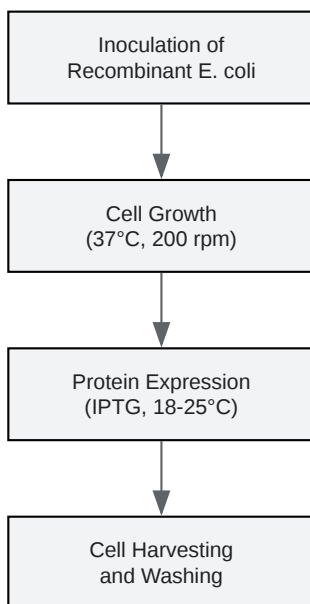 Inoculation of
Recombinant E. coli
Cell Growth
(37°C, 200 rpm)
Protein Expression
(IPTG, 18-25°C)
Cell Harvesting
and Washing